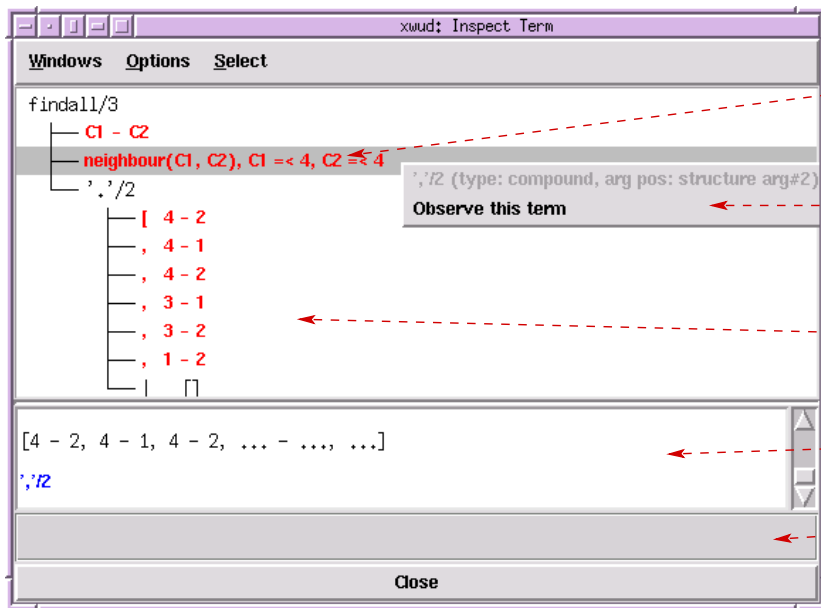 xwud: Inspect Term
Windows Options Select
findall/3
C1 - C2
neighbour(C1, C2), C1 =< 4, C2 =< 4
'.'/2
','/2 (type: compound, arg pos: structure arg#2)
Observe this term
[ 4 - 2
, 4 - 1
, 4 - 2
, 3 - 1
, 3 - 2
, 1 - 2
| []
[4 - 2, 4 - 1, 4 - 2, ... - ..., ...]
','/2
Close